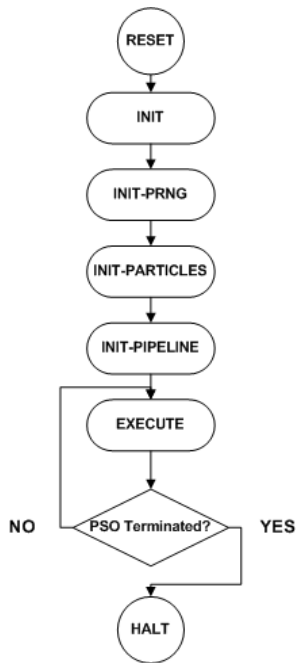 RESET
INIT
INIT-PRNG
INIT-PARTICLES
INIT-PIPELINE
EXECUTE
NO
PSO Terminated?
YES
HALT